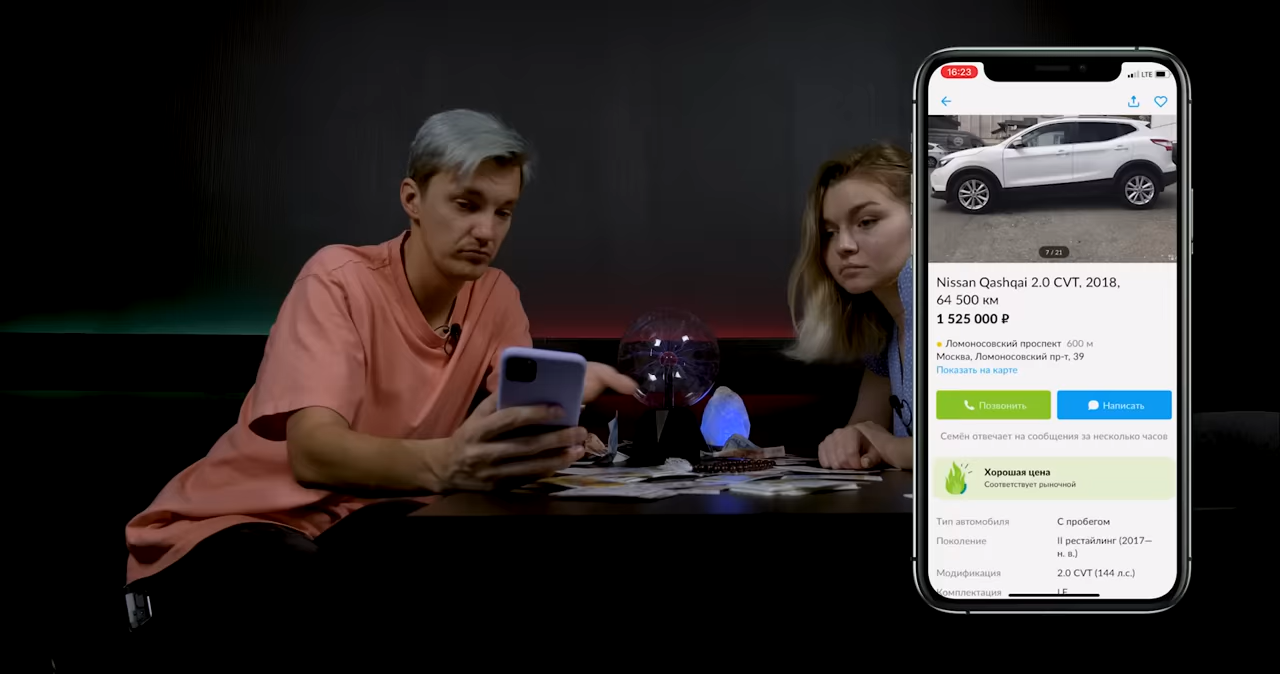 16:23
LTE
7 / 21
Nissan Qashqai 2.0 CVT, 2018,
64 500 км
1 525 000 ₽
Ломоносовский проспект 600 м
Москва, Ломоносовский пр-т, 39
Показать на карте
Позвонить
Написать
Семён отвечает на сообщения за несколько часов
Хорошая цена
Соответствует рыночной
Тип автомобиля С пробегом
Поколение II рестайлинг (2017—
н. в.)
Модификация 2.0 CVT (144 л.с.)
Комплектация LE